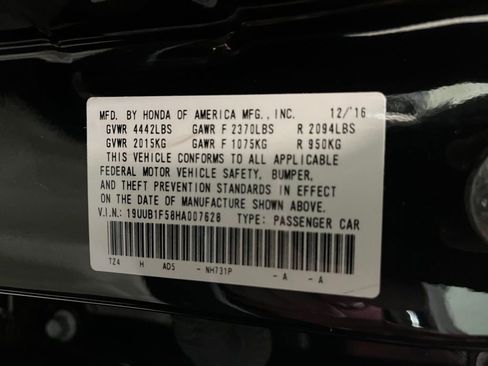 MFD. BY HONDA OF AMERICA MFG., INC. 12/'16
GVWR 4442LBS GAWR F 2370LBS R 2094LBS
GVWR 2015KG GAWR F 1075KG R 950KG
THIS VEHICLE CONFORMS TO ALL APPLICABLE
FEDERAL MOTOR VEHICLE SAFETY, BUMPER,
AND THEFT PREVENTION STANDARDS IN EFFECT
ON THE DATE OF MANUFACTURE SHOWN ABOVE.
V.I.N.: 19UUB1F58HA007628 TYPE: PASSENGER CAR
TZ4 H AD5 - NH731P - A - A